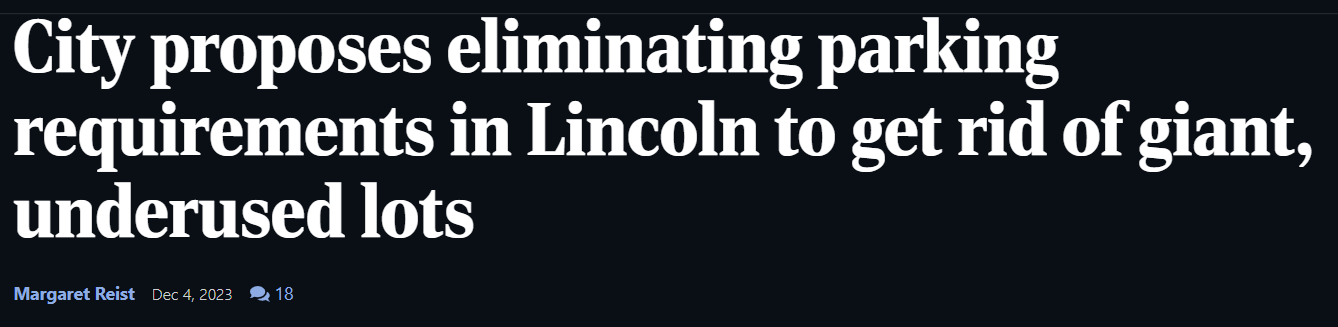 City proposes eliminating parking
requirements in Lincoln to get rid of giant,
underused lots
Margaret Reist Dec 4, 2023 18